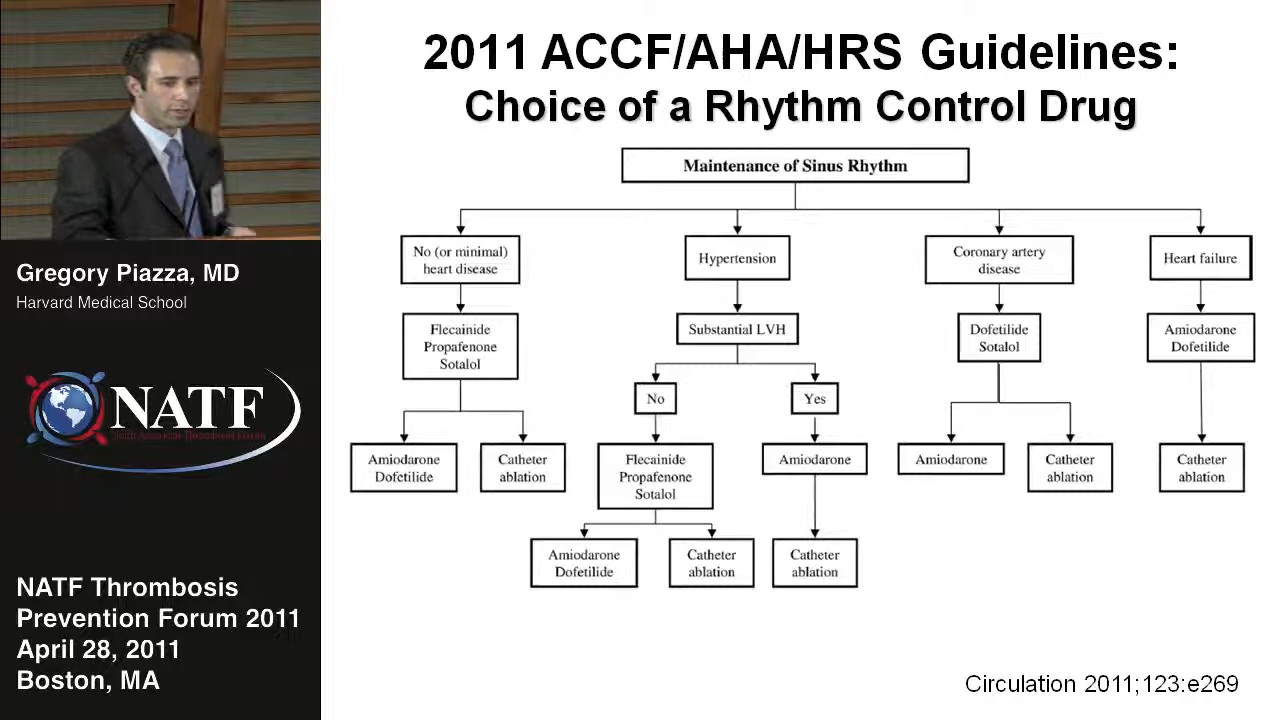 2011 ACCF/AHA/HRS Guidelines:
Choice of a Rhythm Control Drug
Maintenance of Sinus Rhythm
No (or minimal)
heart disease
Hypertension
Coronary artery
disease
Heart failure
Flecainide
Propafenone
Sotalol
Substantial LVH
Dofetilide
Sotalol
Amiodarone
Dofetilide
No
Yes
Amiodarone
Dofetilide
Catheter
ablation
Flecainide
Propafenone
Sotalol
Amiodarone
Amiodarone
Catheter
ablation
Catheter
ablation
Amiodarone
Dofetilide
Catheter
ablation
Catheter
ablation
Circulation 2011;123:e269
Gregory Piazza, MD
Harvard Medical School
NATF
NATF Thrombosis
Prevention Forum 2011
April 28, 2011
Boston, MA